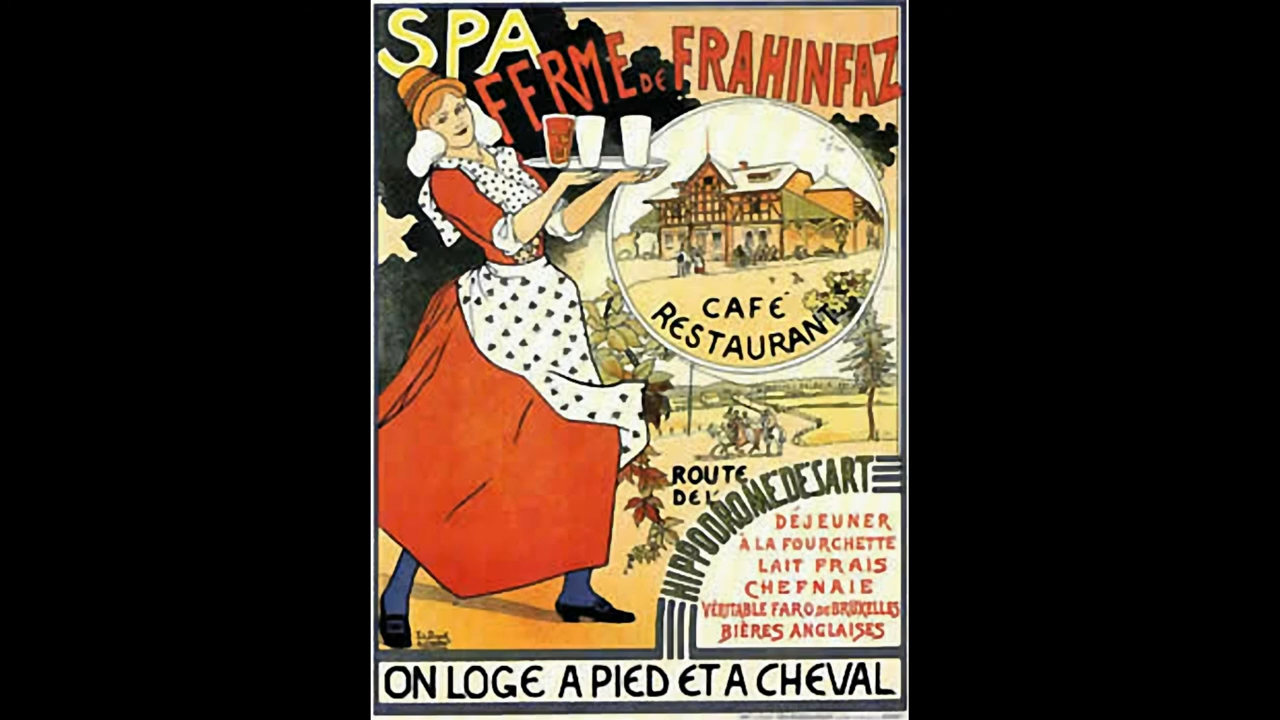 SPA
FERME DE FRAHINFAZ
CAFÉ
RESTAURANT
ROUTE
DE L'
HIPPODROME DE SART
DÉJEUNER
À LA FOURCHETTE
LAIT FRAIS
CHEFNAIE
VÉRITABLE FARO DE BRUXELLES
BIÈRES ANGLAISES
ON LOGE A PIED ET A CHEVAL